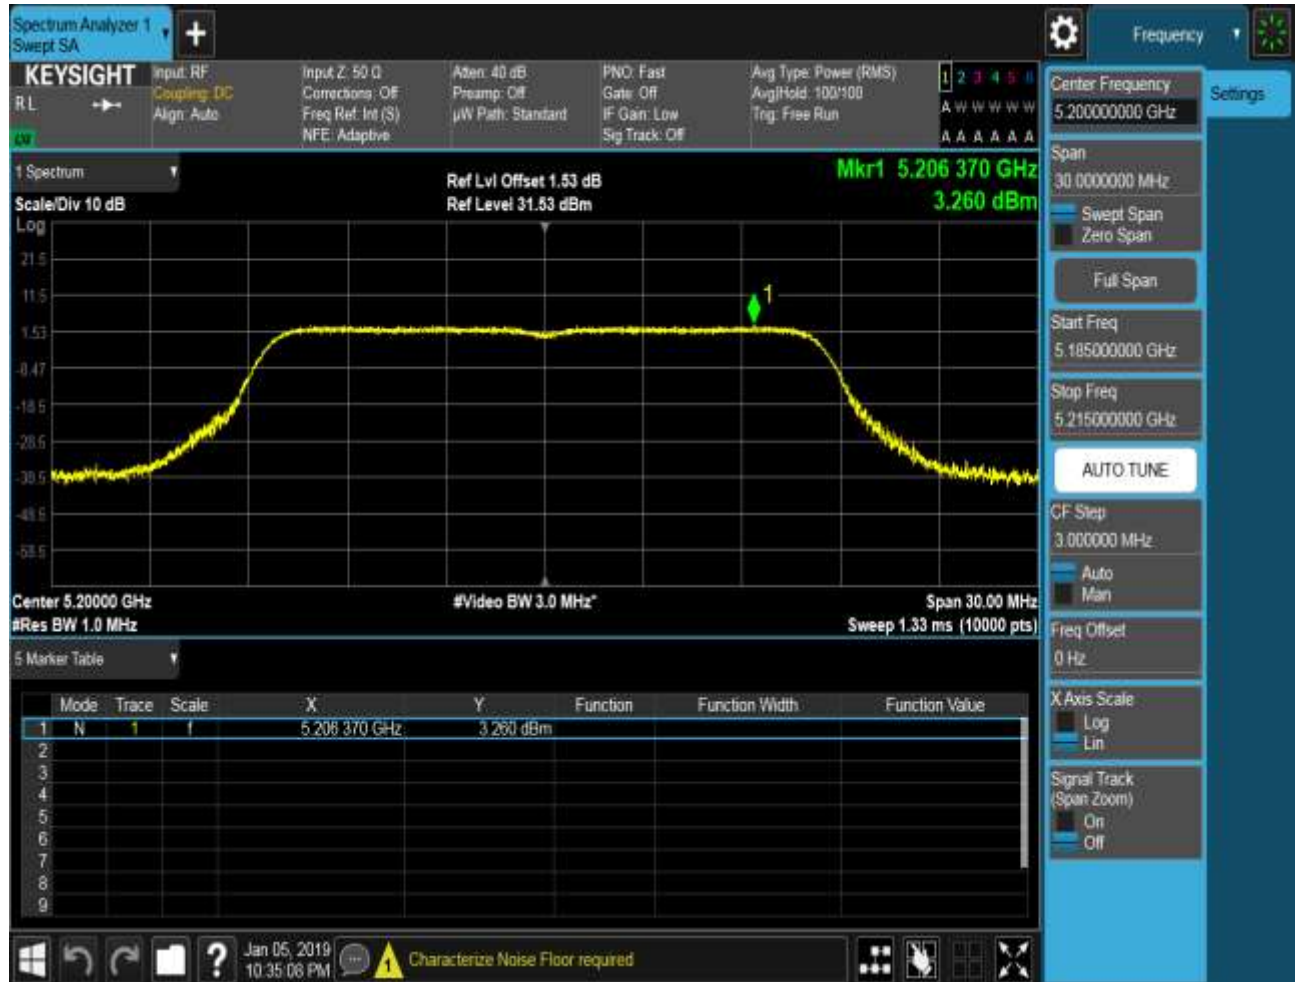 Spectrum Analyzer 1
Swept SA
+
Frequency
KEYSIGHT
R L
Input: RF
Coupling: DC
Align: Auto
Input Z: 50 Ω
Corrections: Off
Freq Ref: Int (S)
NFE: Adaptive
Atten: 40 dB
Preamp: Off
µW Path: Standard
PNO: Fast
Gate: Off
IF Gain: Low
Sig Track: Off
Avg Type: Power (RMS)
Avg|Hold: 100/100
Trig: Free Run
1 2 3 4 5 6
A W W W W W
A A A A A A
1 Spectrum
Scale/Div 10 dB
Log
Ref Lvl Offset 1.53 dB
Ref Level 31.53 dBm
Mkr1 5.206 370 GHz
3.260 dBm
21.5
11.5
1.53
-8.47
-18.5
-28.5
-38.5
-48.5
-58.5
1
Center 5.20000 GHz
#Res BW 1.0 MHz
#Video BW 3.0 MHz*
Span 30.00 MHz
Sweep 1.33 ms (10000 pts)
5 Marker Table
Mode Trace Scale X Y Function Function Width Function Value
1 N 1 f 5.206 370 GHz 3.260 dBm
2
3
4
5
6
7
8
9
Jan 05, 2019
10:35:08 PM
?
1
Characterize Noise Floor required
Settings
Center Frequency
5.200000000 GHz
Span
30.0000000 MHz
Swept Span
Zero Span
Full Span
Start Freq
5.185000000 GHz
Stop Freq
5.215000000 GHz
AUTO TUNE
CF Step
3.000000 MHz
Auto
Man
Freq Offset
0 Hz
X Axis Scale
Log
Lin
Signal Track
(Span Zoom)
On
Off